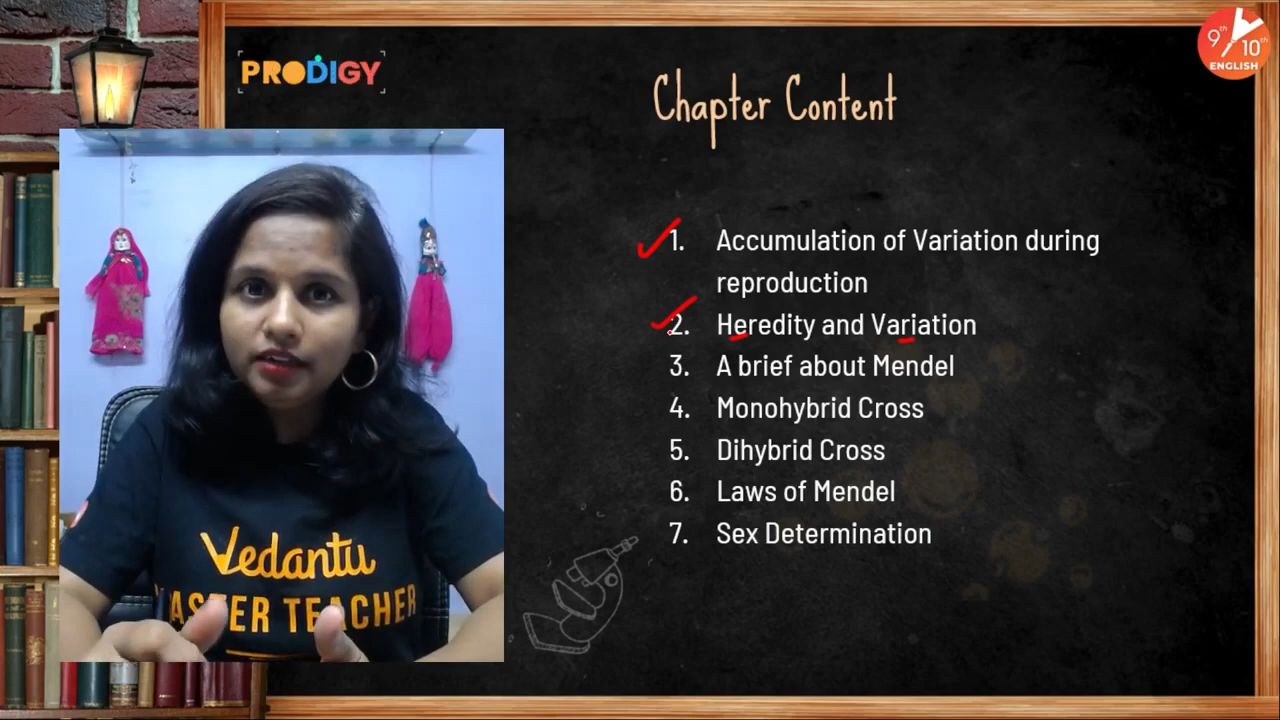 PRODIGY
9th
10th
ENGLISH
Chapter Content
1. Accumulation of Variation during
reproduction
2. Heredity and Variation
3. A brief about Mendel
4. Monohybrid Cross
5. Dihybrid Cross
6. Laws of Mendel
7. Sex Determination
Vedantu
MASTER TEACHER